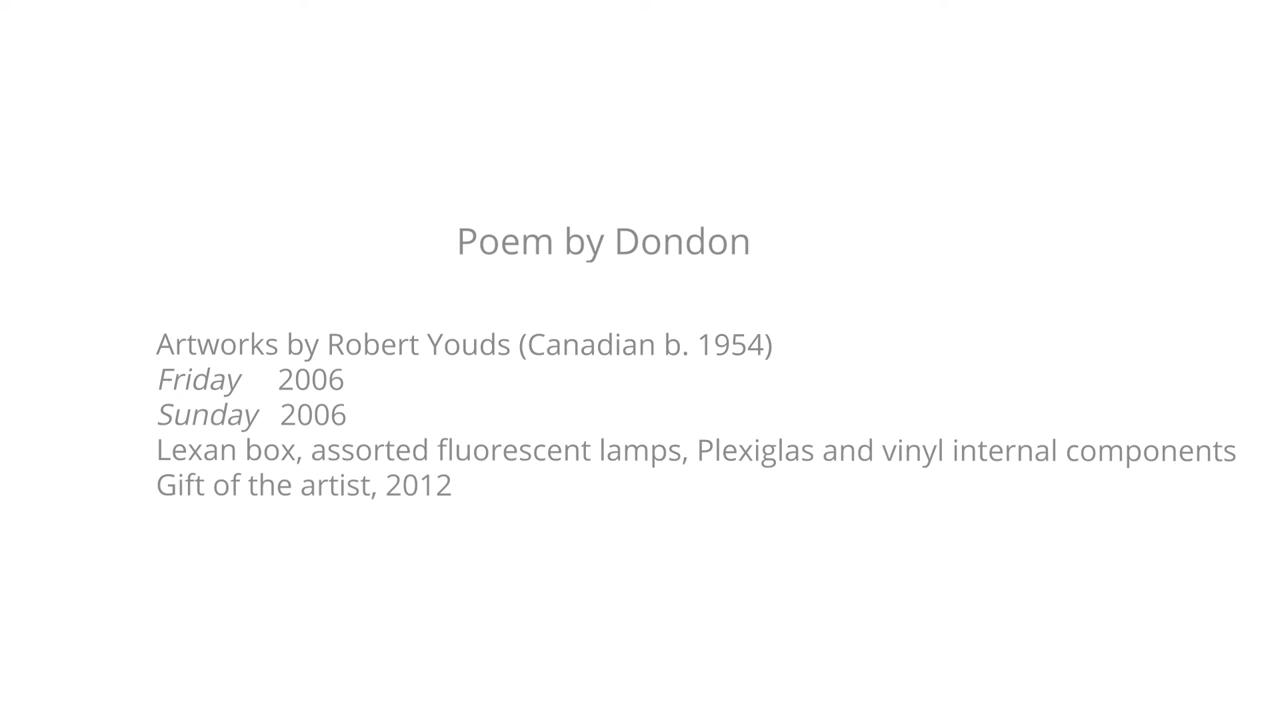 Poem by Dondon
Artworks by Robert Youds (Canadian b. 1954)
Friday 2006
Sunday 2006
Lexan box, assorted fluorescent lamps, Plexiglas and vinyl internal components
Gift of the artist, 2012